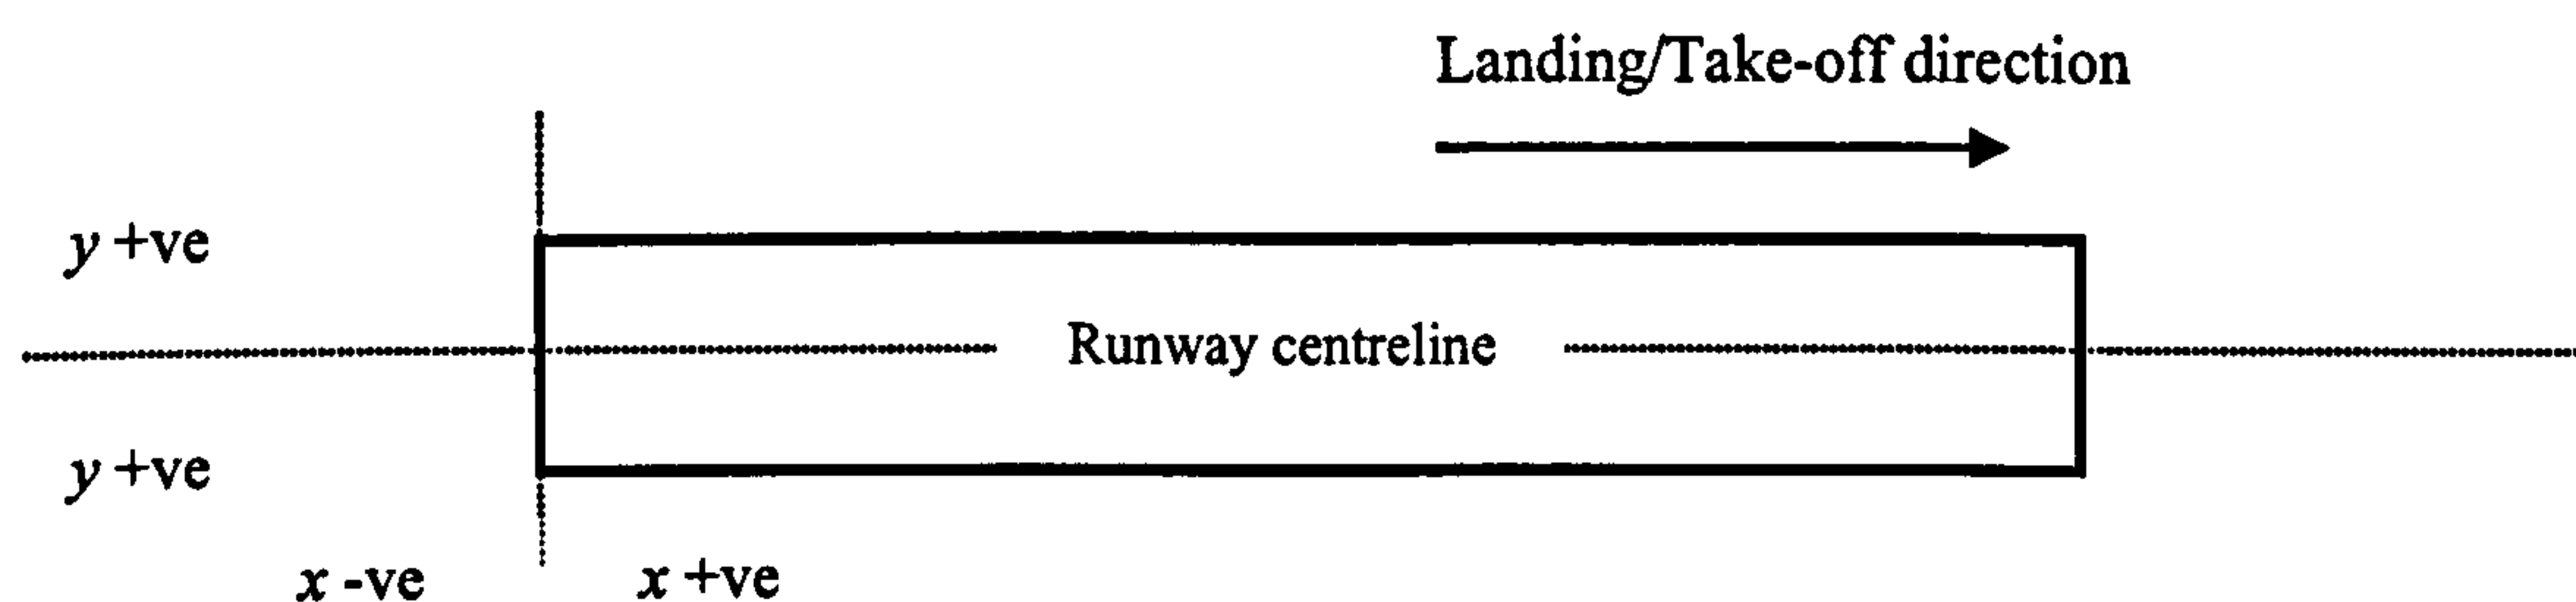 Landing/Take-off direction
y +ve
Runway centreline
y +ve
x -ve
x +ve